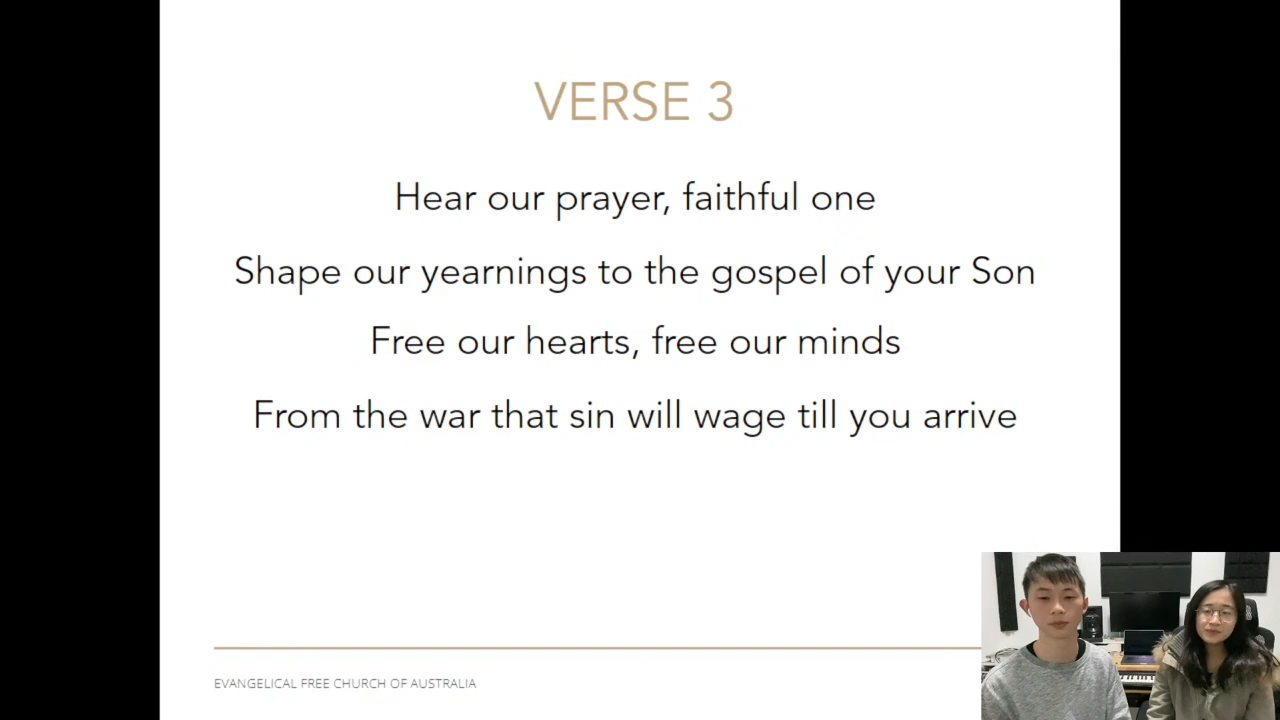 VERSE 3
Hear our prayer, faithful one
Shape our yearnings to the gospel of your Son
Free our hearts, free our minds
From the war that sin will wage till you arrive
EVANGELICAL FREE CHURCH OF AUSTRALIA